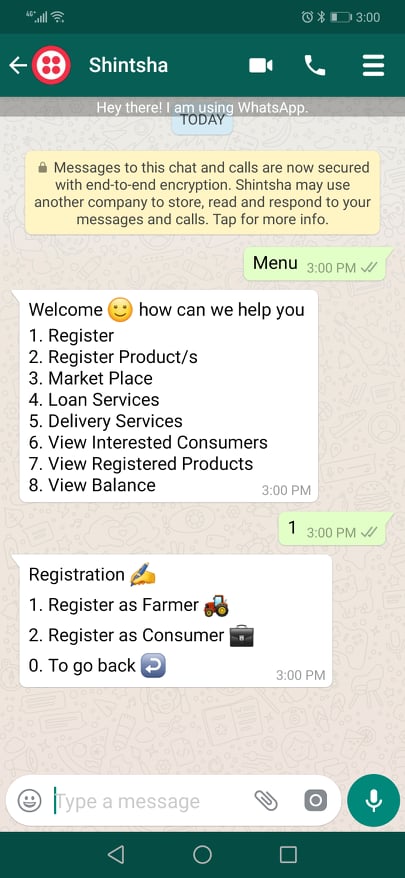 4G 3:00
Shintsha
Hey there! I am using WhatsApp.
TODAY
Messages to this chat and calls are now secured
with end-to-end encryption. Shintsha may use
another company to store, read and respond to your
messages and calls. Tap for more info.
Menu 3:00 PM
Welcome 🙂 how can we help you
1. Register
2. Register Product/s
3. Market Place
4. Loan Services
5. Delivery Services
6. View Interested Consumers
7. View Registered Products
8. View Balance
3:00 PM
1 3:00 PM
Registration ✍️
1. Register as Farmer 🚜
2. Register as Consumer 💼
0. To go back ↩️
3:00 PM
Type a message